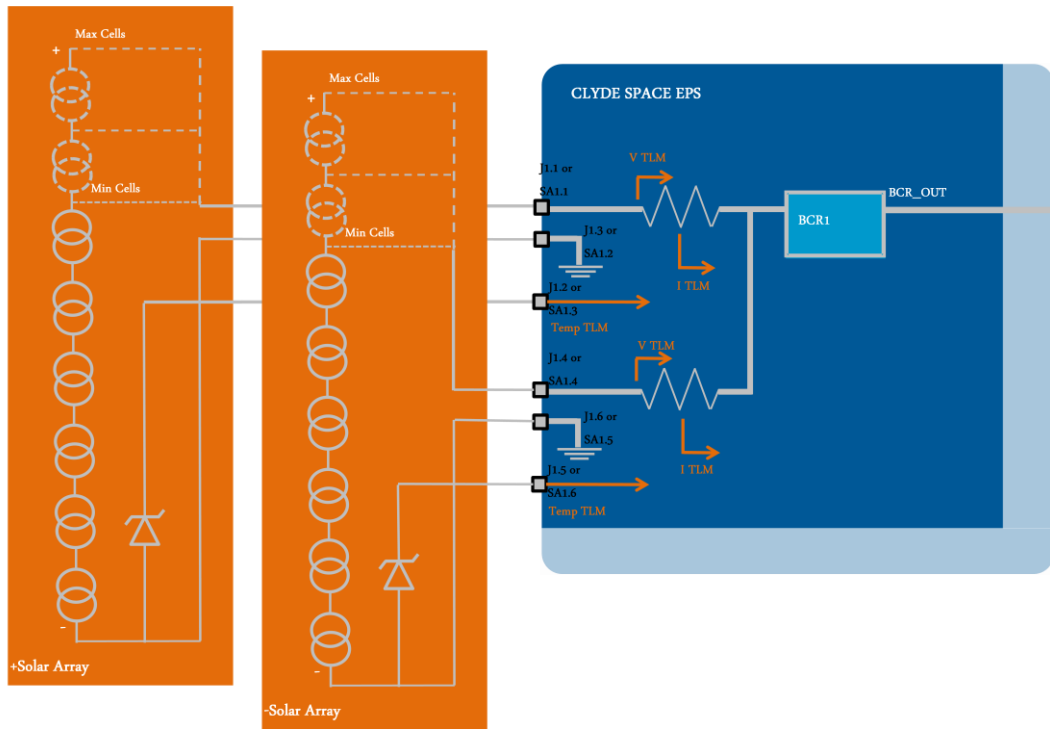 Max Cells
+
Min Cells
-
+Solar Array
Max Cells
+
Min Cells
-
-Solar Array
CLYDE SPACE EPS
J1.1 or
SA1.1
V TLM
I TLM
J1.3 or
SA1.2
J1.2 or
SA1.3
Temp TLM
J1.4 or
SA1.4
V TLM
I TLM
J1.6 or
SA1.5
J1.5 or
SA1.6
Temp TLM
BCR1
BCR_OUT